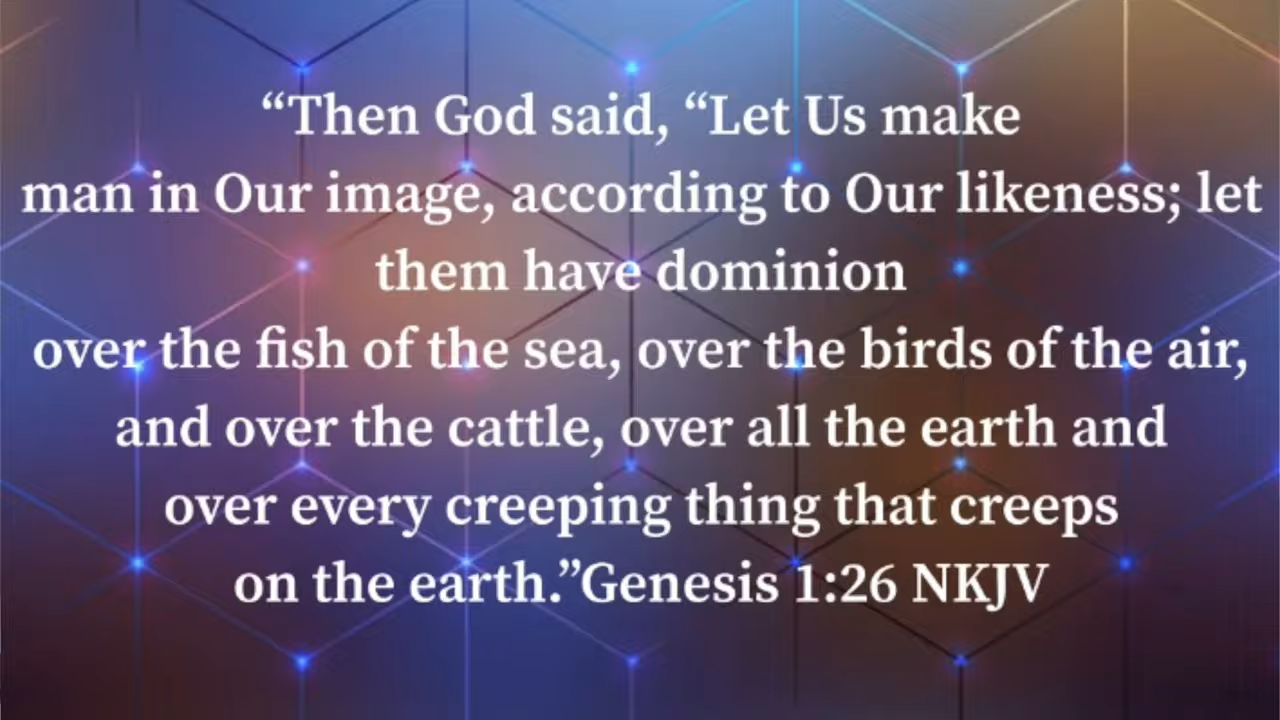 “Then God said, “Let Us make
man in Our image, according to Our likeness; let
them have dominion
over the fish of the sea, over the birds of the air,
and over the cattle, over all the earth and
over every creeping thing that creeps
on the earth.”Genesis 1:26 NKJV